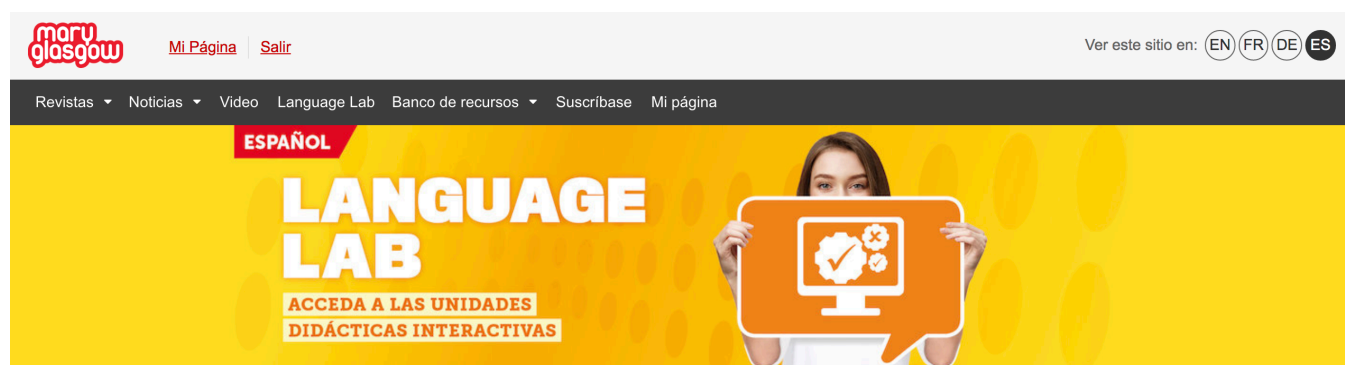 mary
glasgow
Mi Página Salir
Ver este sitio en: EN FR DE ES
Revistas Noticias Video Language Lab Banco de recursos Suscríbase Mi página
ESPAÑOL
LANGUAGE
LAB
ACCEDA A LAS UNIDADES
DIDÁCTICAS INTERACTIVAS